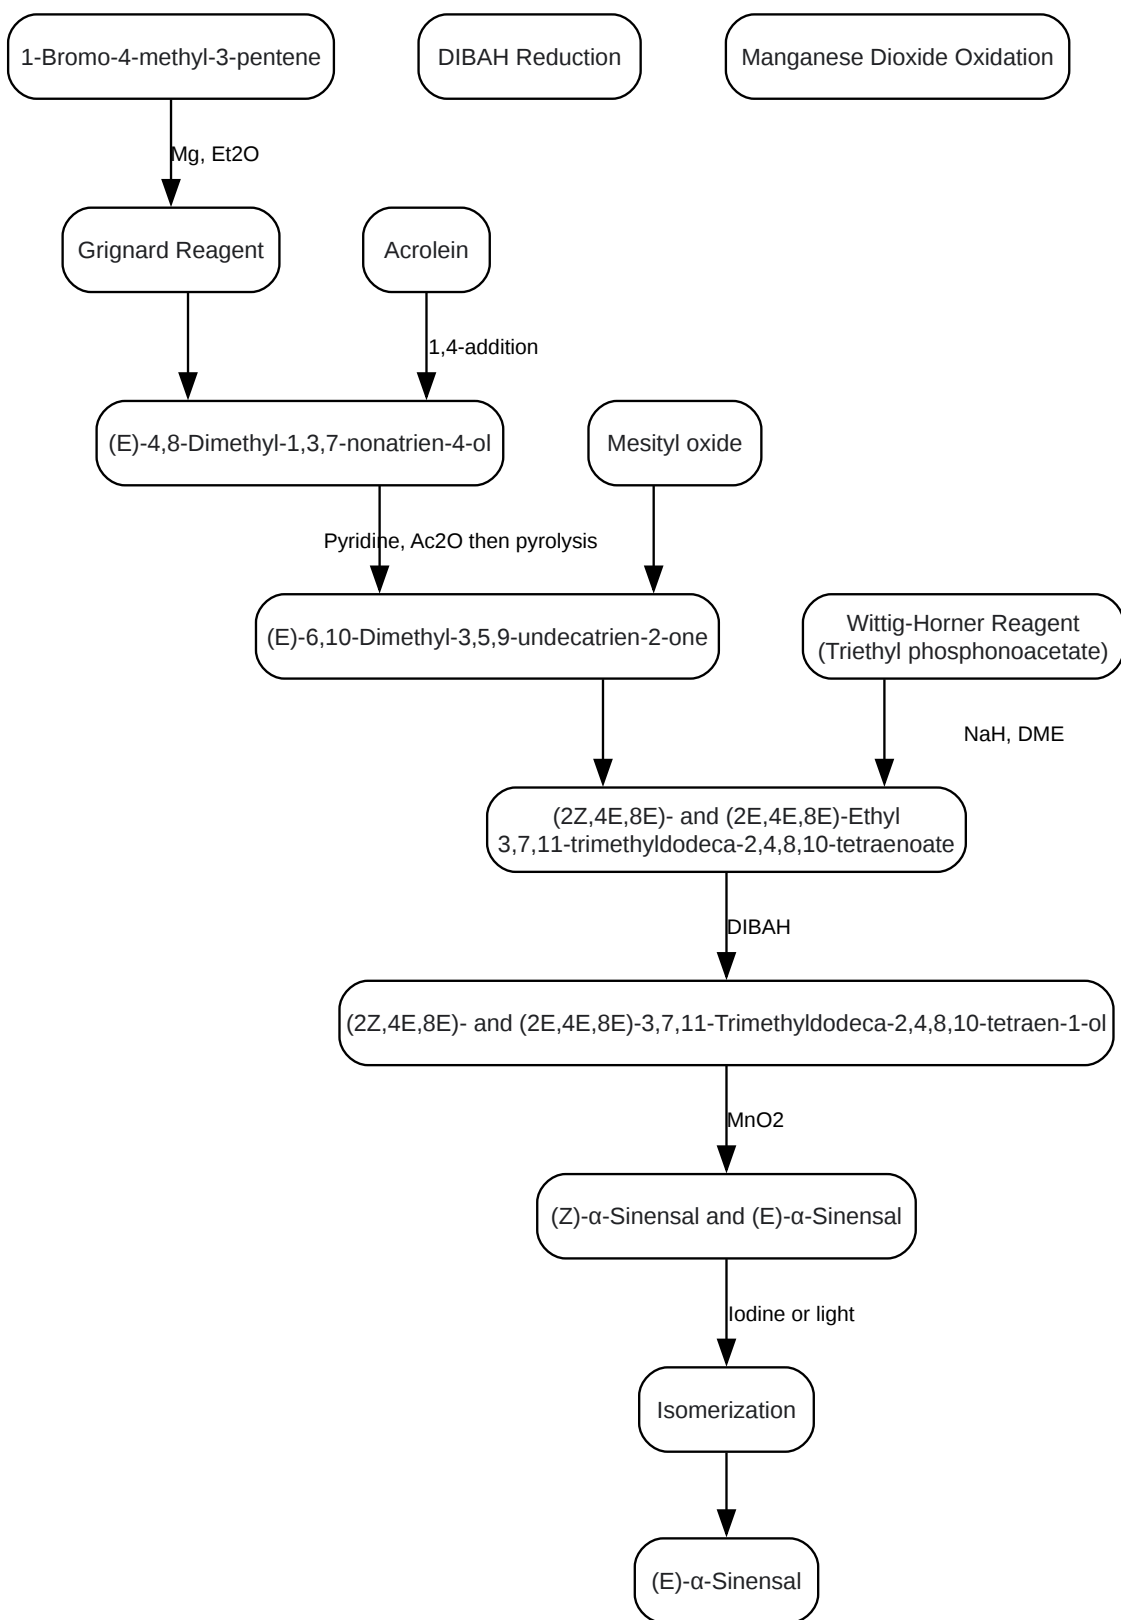 1-Bromo-4-methyl-3-pentene
DIBAH Reduction
Manganese Dioxide Oxidation
Mg, Et2O
Grignard Reagent
Acrolein
1,4-addition
(E)-4,8-Dimethyl-1,3,7-nonatrien-4-ol
Mesityl oxide
Pyridine, Ac2O then pyrolysis
(E)-6,10-Dimethyl-3,5,9-undecatrien-2-one
Wittig-Horner Reagent
(Triethyl phosphonoacetate)
NaH, DME
(2Z,4E,8E)- and (2E,4E,8E)-Ethyl
3,7,11-trimethyldodeca-2,4,8,10-tetraenoate
DIBAH
(2Z,4E,8E)- and (2E,4E,8E)-3,7,11-Trimethyldodeca-2,4,8,10-tetraen-1-ol
MnO2
(Z)-α-Sinensal and (E)-α-Sinensal
Iodine or light
Isomerization
(E)-α-Sinensal